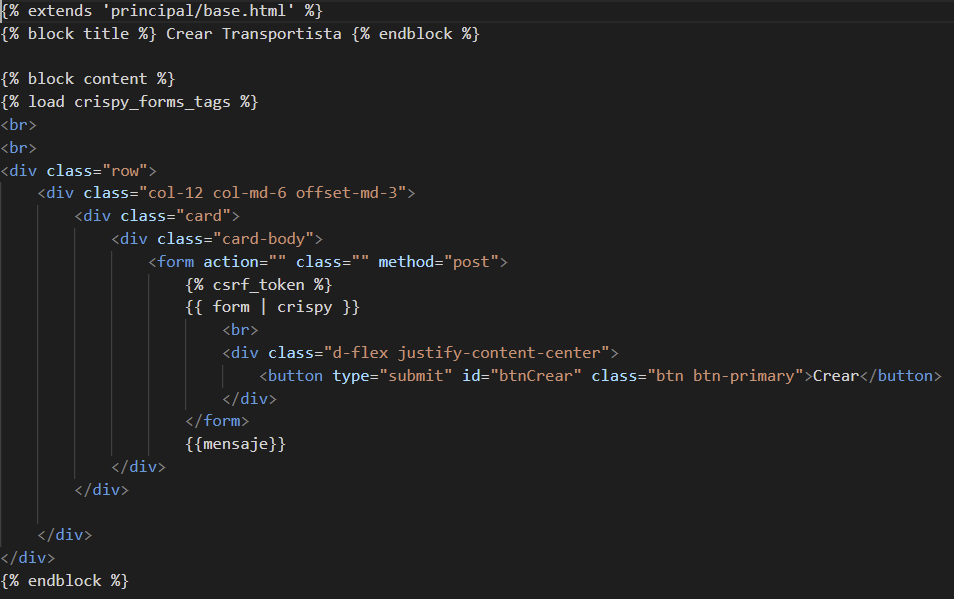 {% extends 'principal/base.html' %}
{% block title %} Crear Transportista {% endblock %}
{% block content %}
{% load crispy_forms_tags %}
<br>
<br>
<div class="row">
<div class="col-12 col-md-6 offset-md-3">
<div class="card">
<div class="card-body">
<form action="" class="" method="post">
{% csrf_token %}
{{ form | crispy }}
<br>
<div class="d-flex justify-content-center">
<button type="submit" id="btnCrear" class="btn btn-primary">Crear</button>
</div>
</form>
{{mensaje}}
</div>
</div>
</div>
</div>
{% endblock %}